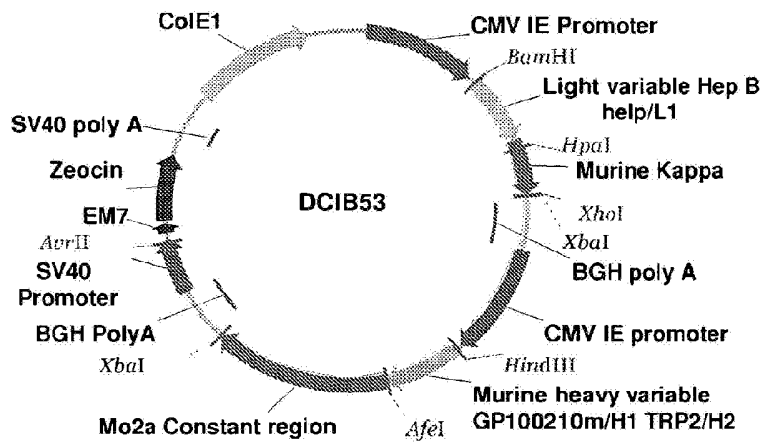 ColE1
CMV IE Promoter
BamHI
Light variable Hep B
help/L1
HpaI
Murine Kappa
XhoI
XbaI
BGH poly A
CMV IE promoter
HindIII
Murine heavy variable
GP100210m/H1 TRP2/H2
AfeI
Mo2a Constant region
XbaI
BGH PolyA
SV40
Promoter
AvrII
EM7
Zeocin
SV40 poly A
DCIB53